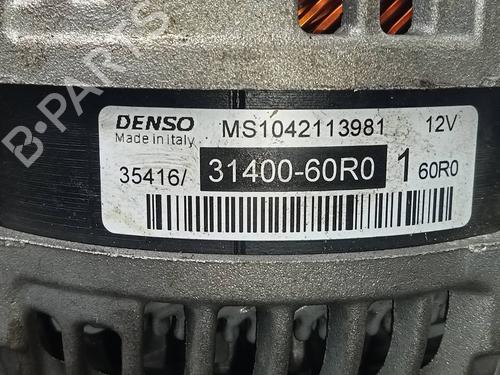 B-PARTS
DENSO MS1042113981 12V
Made in Italy
35416/ 31400-60R0 1 60R0